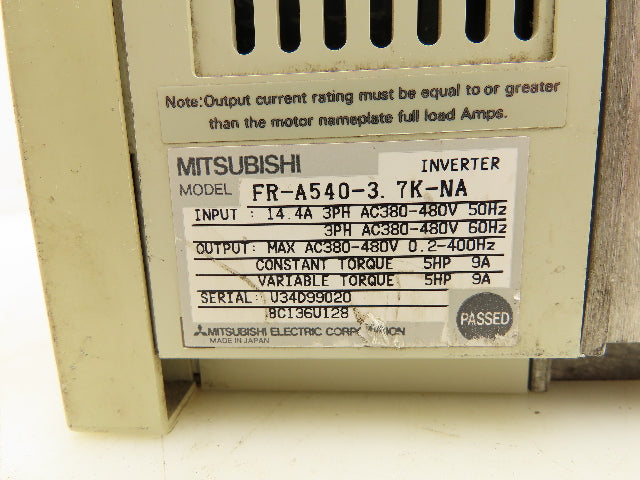 Note:Output current rating must be equal to or greater
than the motor nameplate full load Amps.
MITSUBISHI INVERTER
MODEL FR-A540-3.7K-NA
INPUT : 14.4A 3PH AC380-480V 50Hz
3PH AC380-480V 60Hz
OUTPUT: MAX AC380-480V 0.2-400Hz
CONSTANT TORQUE 5HP 9A
VARIABLE TORQUE 5HP 9A
SERIAL: U34D99020
8C136U128
PASSED
MITSUBISHI ELECTRIC CORPORATION
MADE IN JAPAN